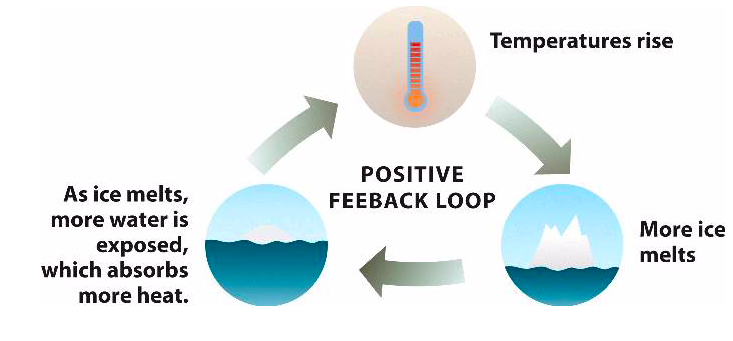 Temperatures rise
POSITIVE
FEEBACK LOOP
More ice
melts
As ice melts,
more water is
exposed,
which absorbs
more heat.